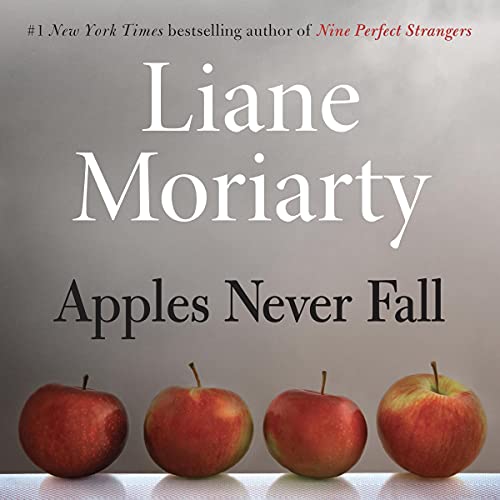 #1 New York Times bestselling author of Nine Perfect Strangers
Liane
Moriarty
Apples Never Fall